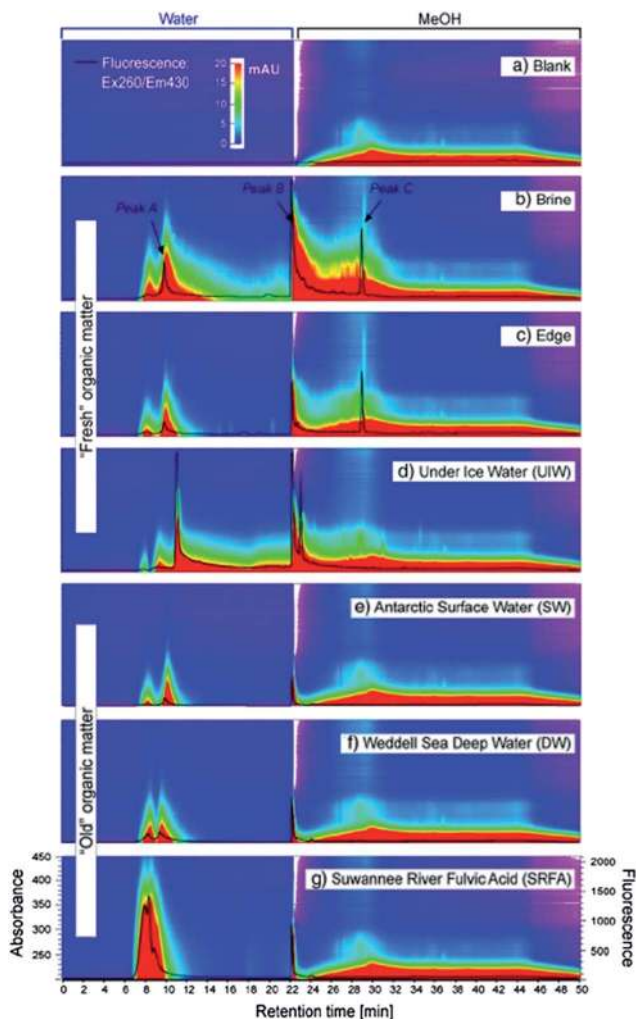 Water
MeOH
Fluorescence:
Ex260/Em430
20
15
10
5
0
mAU
a) Blank
Peak A
Peak B
Peak C
b) Brine
c) Edge
"Fresh" organic matter
d) Under Ice Water (UIW)
e) Antarctic Surface Water (SW)
f) Weddell Sea Deep Water (DW)
"Old" organic matter
g) Suwannee River Fulvic Acid (SRFA)
Absorbance
450
400
350
300
250
200
Fluorescence
2000
1500
1000
500
0
0 2 4 6 8 10 12 14 16 18 20 22 24 26 28 30 32 34 36 38 40 42 44 46 48 50
Retention time [min]